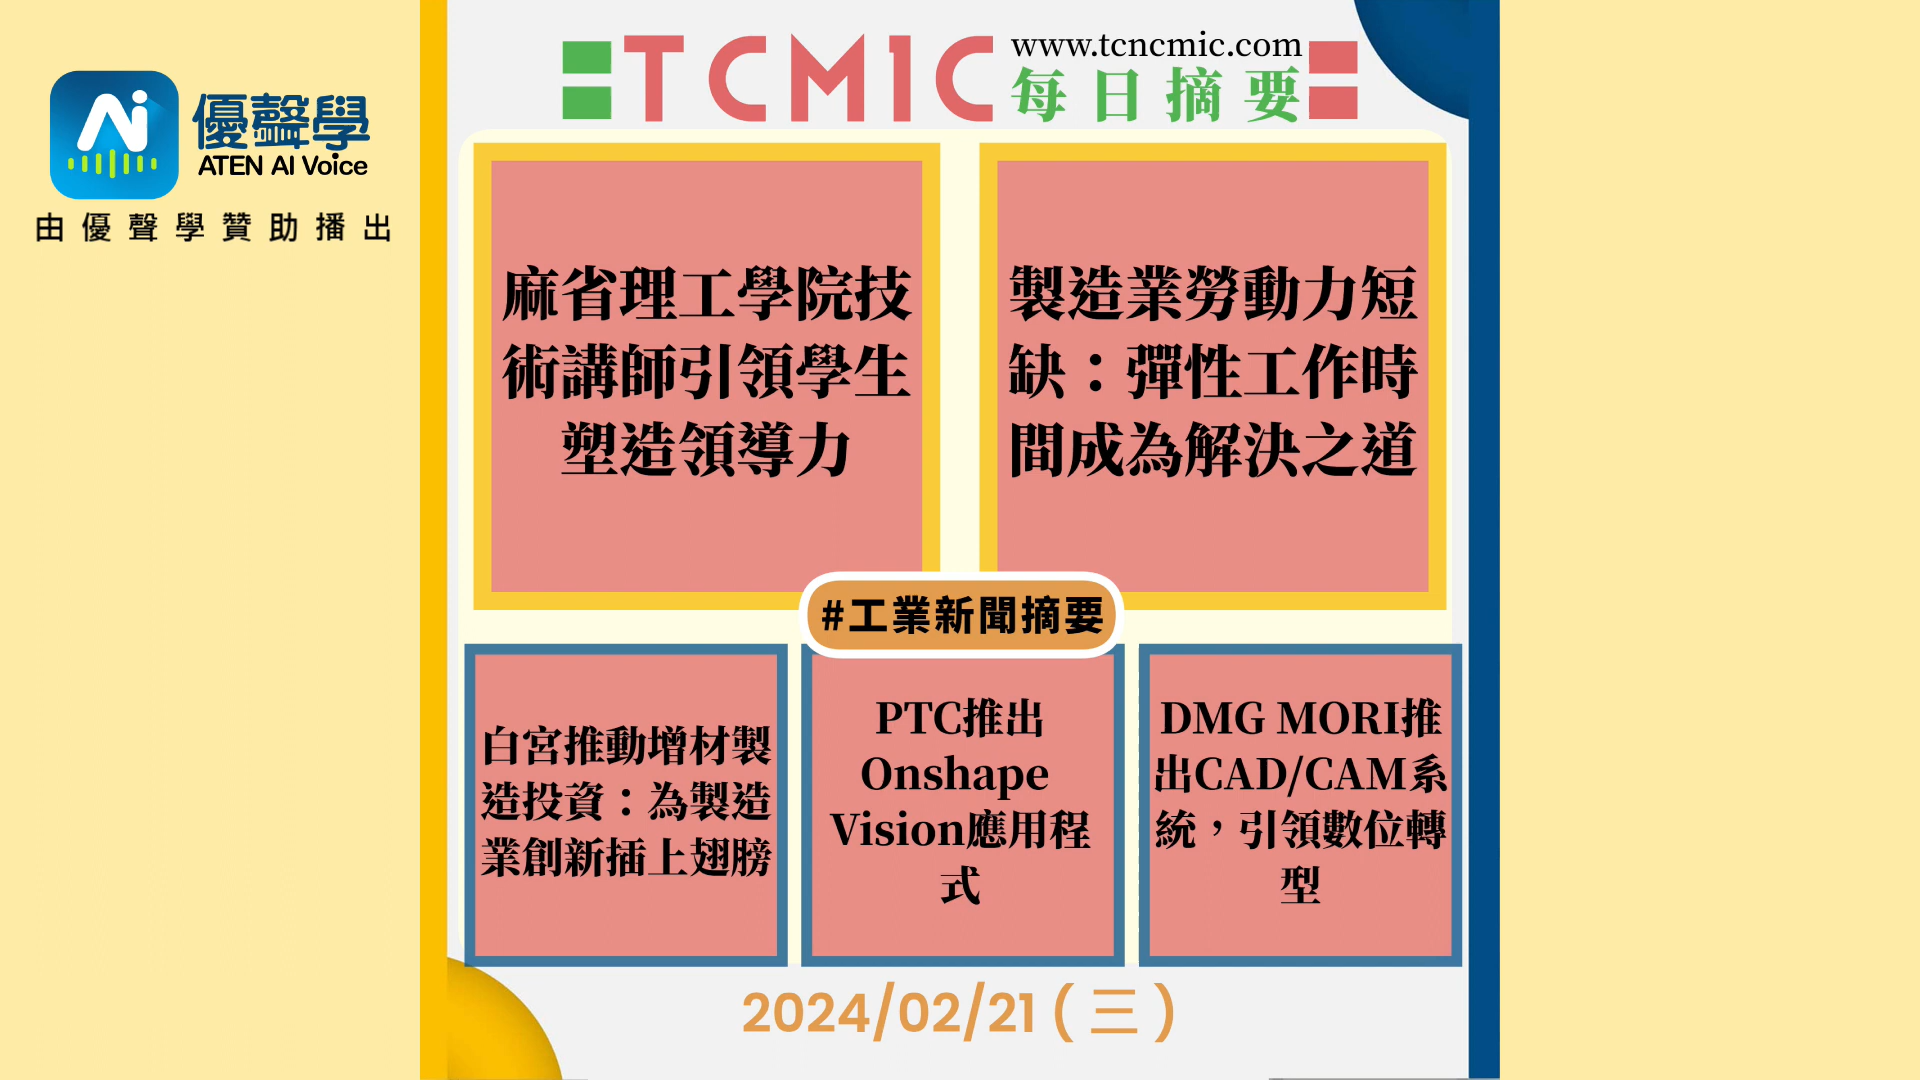 優聲學
ATEN AI Voice
由優聲學贊助播出
TCMIC
www.tcncmic.com
每日摘要
麻省理工學院技
術講師引領學生
塑造領導力
製造業勞動力短
缺：彈性工作時
間成為解決之道
#工業新聞摘要
白宮推動增材製
造投資：為製造
業創新插上翅膀
PTC推出
Onshape
Vision應用程
式
DMG MORI推
出CAD/CAM系
統，引領數位轉
型
2024/02/21 ( 三 )